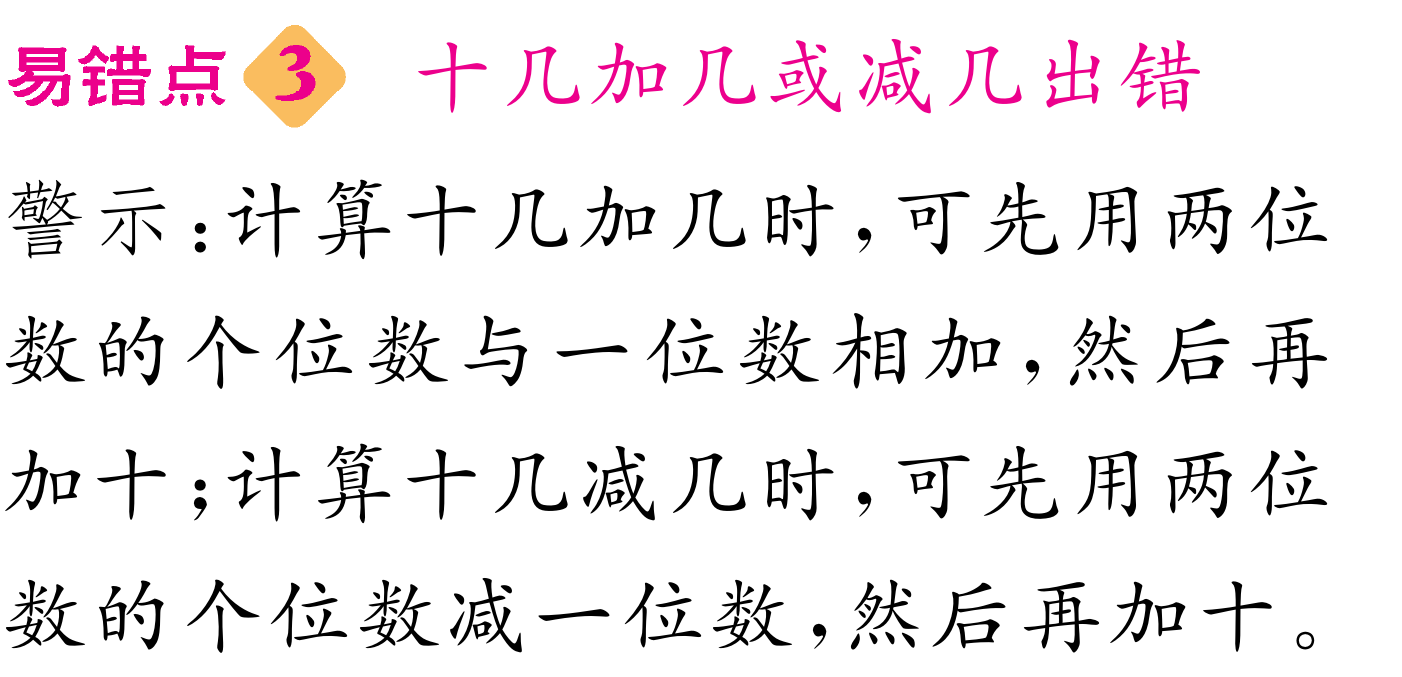 易错点 3 十几加几或减几出错
警示:计算十几加几时,可先用两位
数的个位数与一位数相加,然后再
加十;计算十几减几时,可先用两位
数的个位数减一位数,然后再加十。